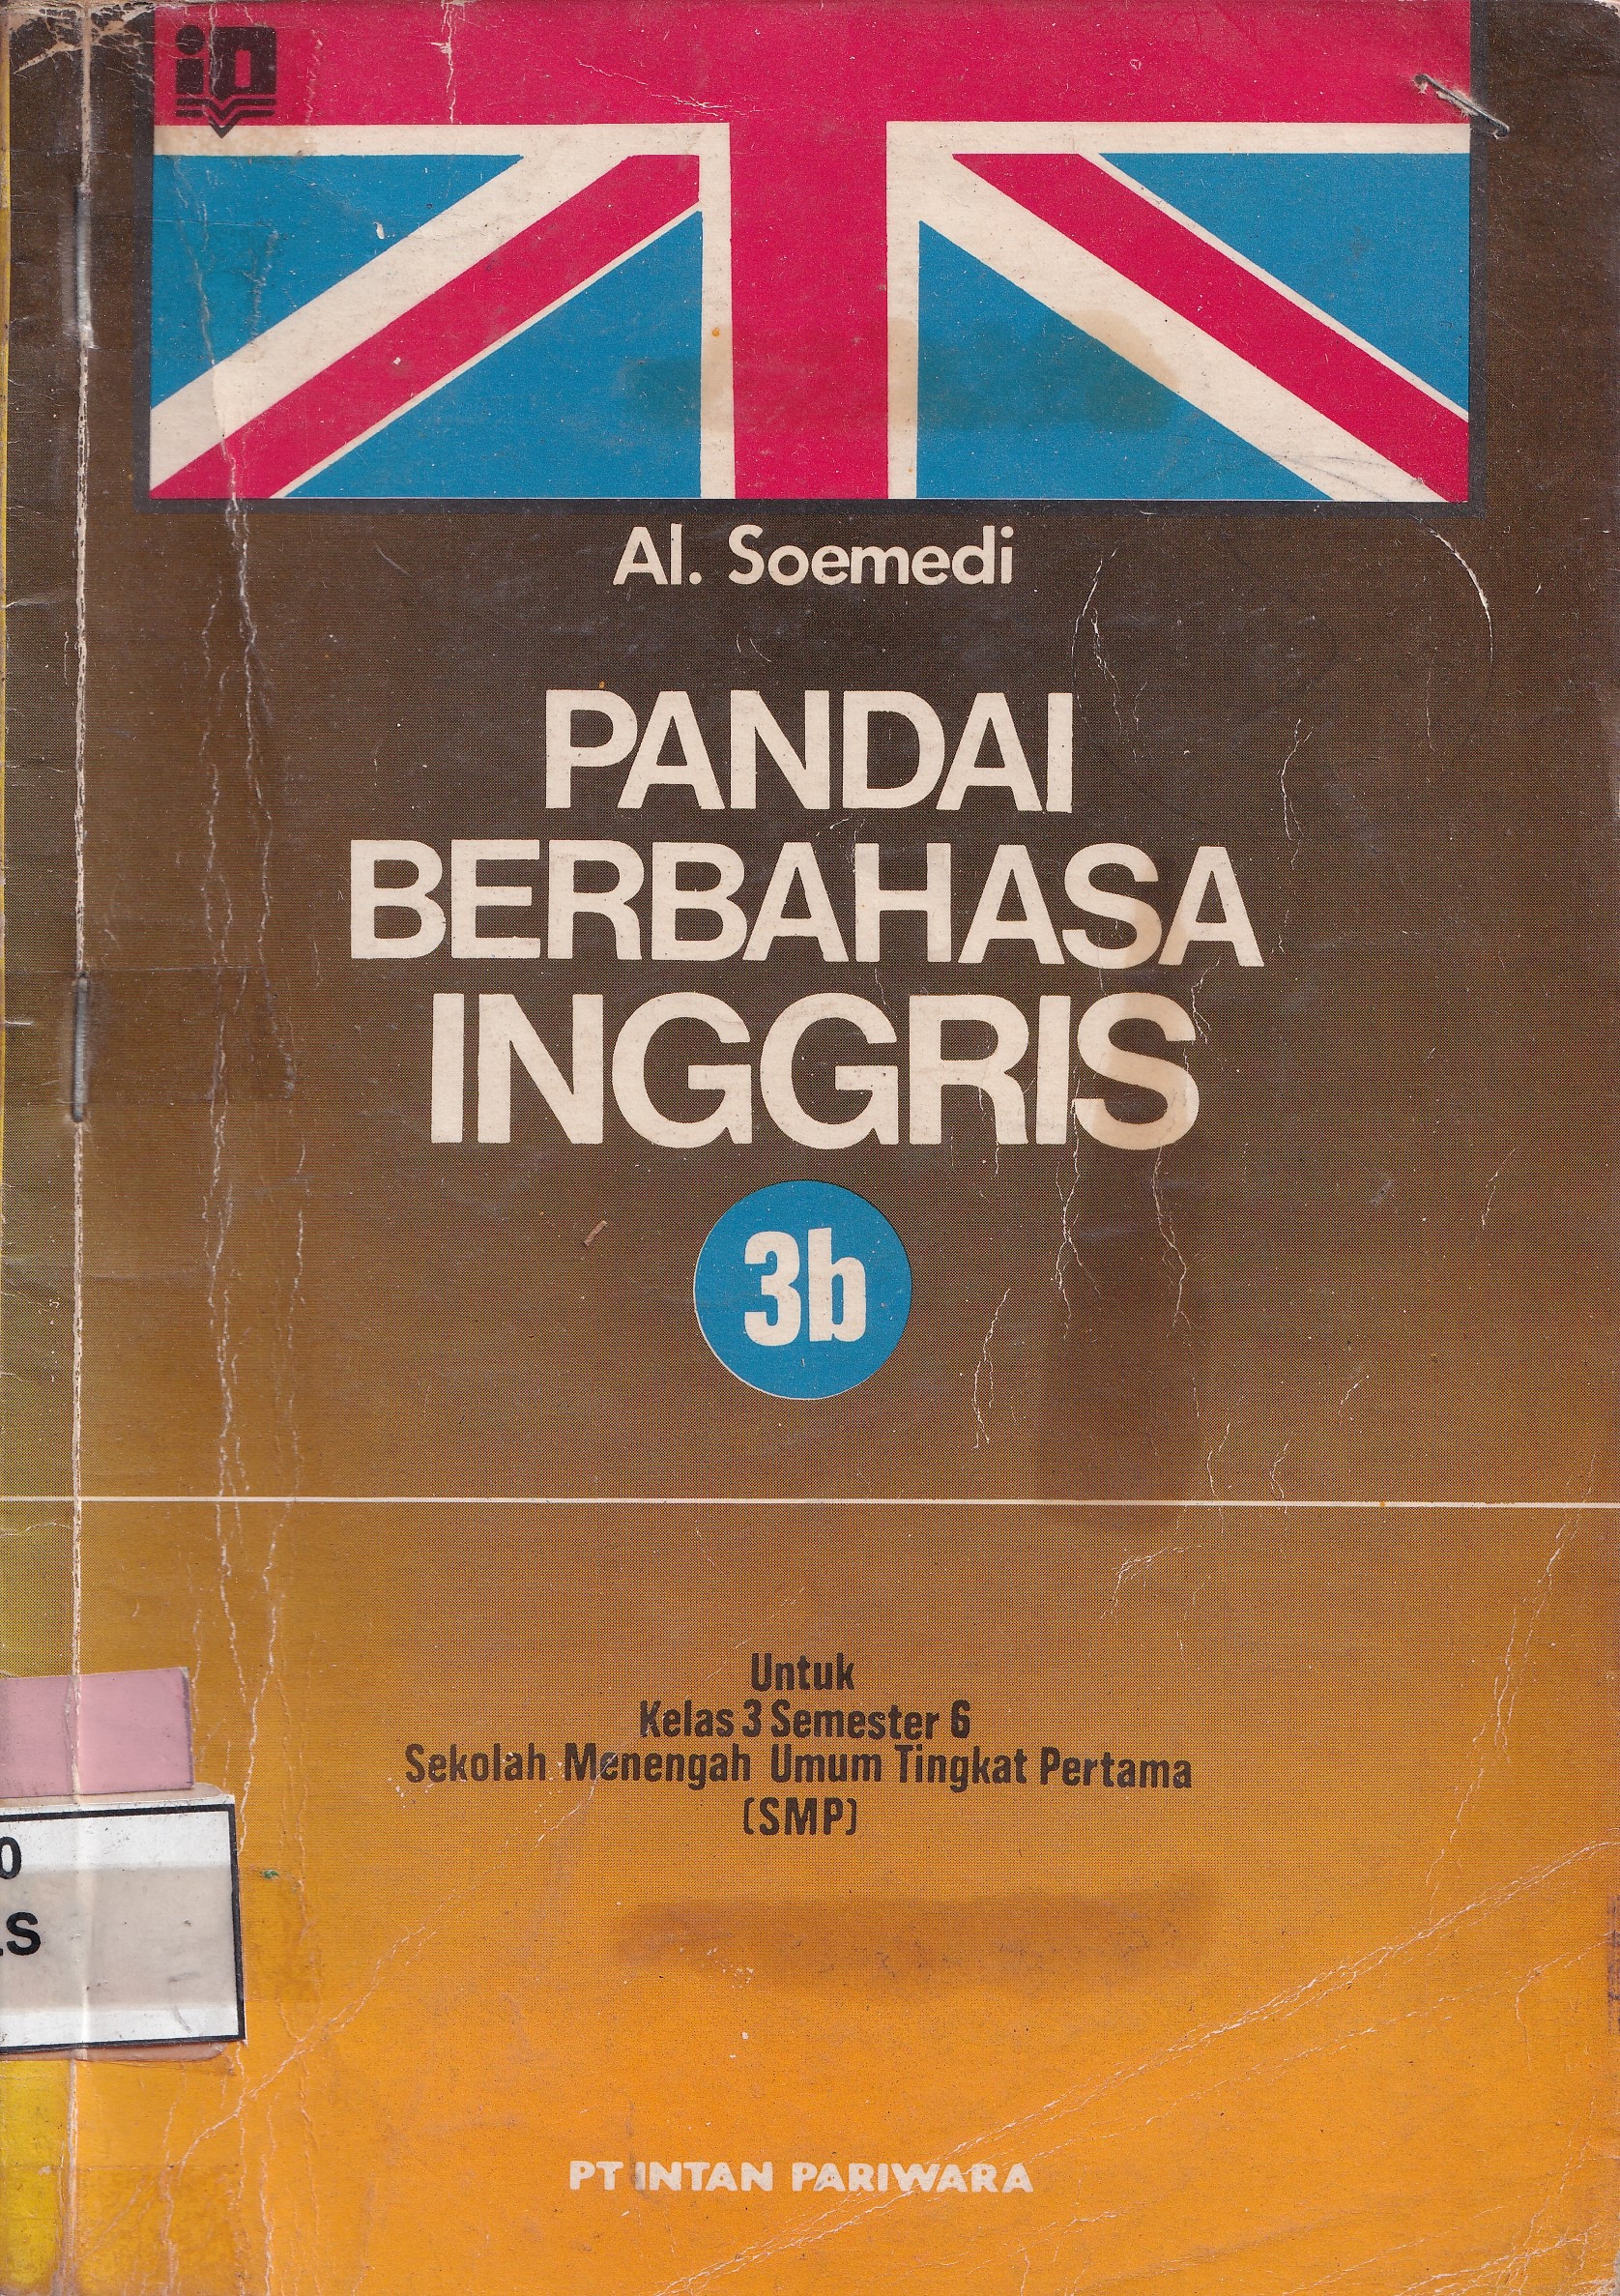 Al. Soemedi
PANDAI
BERBAHASA
INGGRIS
3b
Untuk
Kelas 3 Semester 6
Sekolah Menengah Umum Tingkat Pertama
(SMP)
PT INTAN PARIWARA